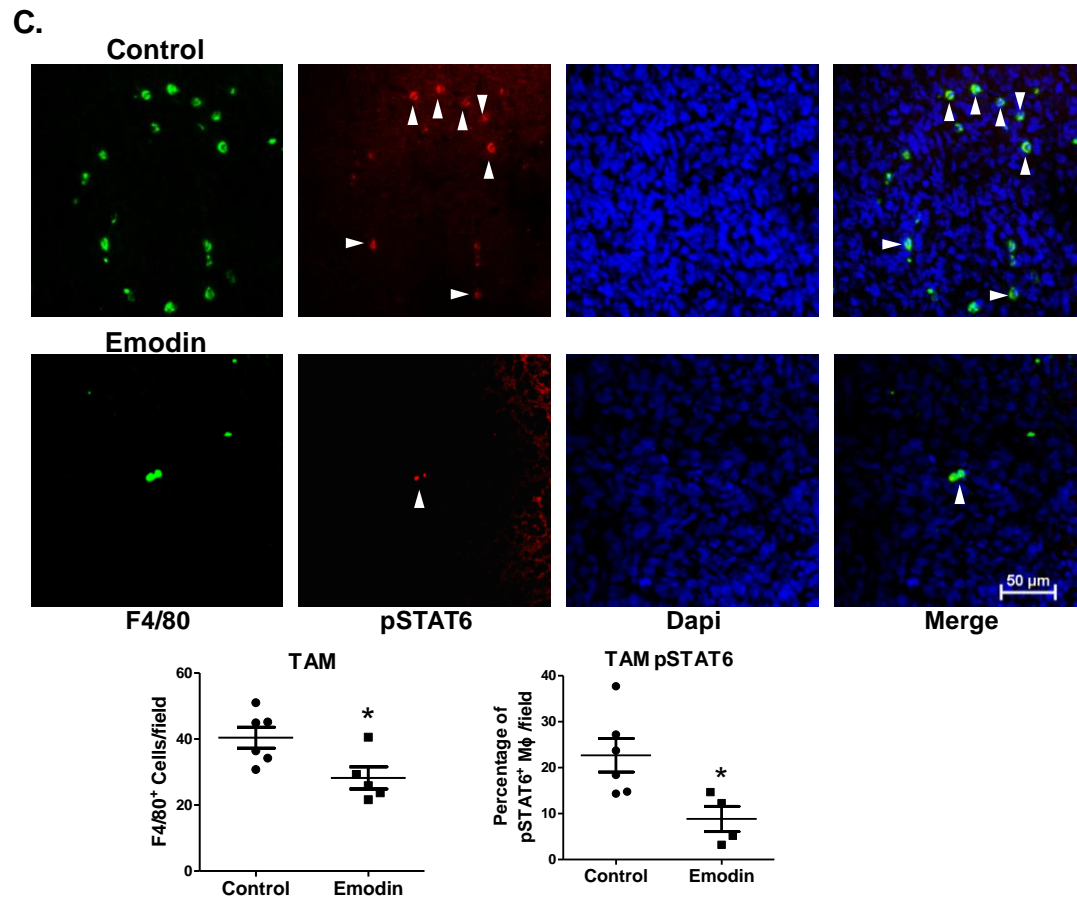 C.
Control
Emodin
50 µm
F4/80 pSTAT6 Dapi Merge
TAM
F4/80+ Cells/field
60
40
20
0
*
Control Emodin
TAM pSTAT6
Percentage of
pSTAT6+ Mϕ /field
40
30
20
10
0
*
Control Emodin